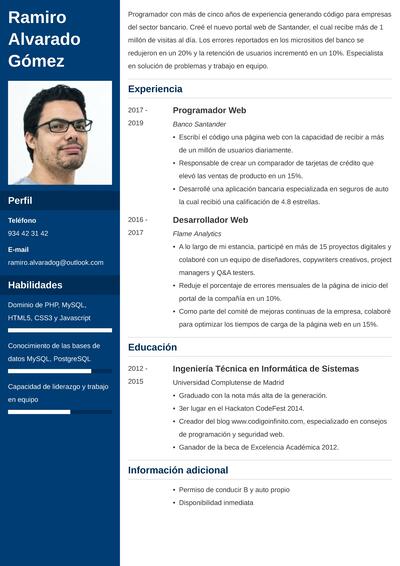 Ramiro
Alvarado
Gómez
Perfil
Teléfono
934 42 31 42
E-mail
ramiro.alvaradog@outlook.com
Habilidades
Dominio de PHP, MySQL,
HTML5, CSS3 y Javascript
Conocimiento de las bases de
datos MySQL, PostgreSQL
Capacidad de liderazgo y trabajo
en equipo
Programador con más de cinco años de experiencia generando código para empresas
del sector bancario. Creé el nuevo portal web de Santander, el cual recibe más de 1
millón de visitas al día. Los errores reportados en los micrositios del banco se
redujeron en un 20% y la retención de usuarios incrementó en un 10%. Especialista
en solución de problemas y trabajo en equipo.
Experiencia
2017 -
2019
Programador Web
Banco Santander
• Escribí el código una página web con la capacidad de recibir a más
de un millón de usuarios diariamente.
• Responsable de crear un comparador de tarjetas de crédito que
elevó las ventas de producto en un 15%.
• Desarrollé una aplicación bancaria especializada en seguros de auto
la cual recibió una calificación de 4.8 estrellas.
2016 -
2017
Desarrollador Web
Flame Analytics
• A lo largo de mi estancia, participé en más de 15 proyectos digitales y
colaboré con un equipo de diseñadores, copywriters creativos, project
managers y Q&A testers.
• Reduje el porcentaje de errores mensuales de la página de inicio del
portal de la compañía en un 10%.
• Como parte del comité de mejoras continuas de la empresa, colaboré
para optimizar los tiempos de carga de la página web en un 15%.
Educación
2012 -
2015
Ingeniería Técnica en Informática de Sistemas
Universidad Complutense de Madrid
• Graduado con la nota más alta de la generación.
• 3er lugar en el Hackaton CodeFest 2014.
• Creador del blog www.codigoinfinito.com, especializado en consejos
de programación y seguridad web.
• Ganador de la beca de Excelencia Académica 2012.
Información adicional
• Permiso de conducir B y auto propio
• Disponibilidad inmediata